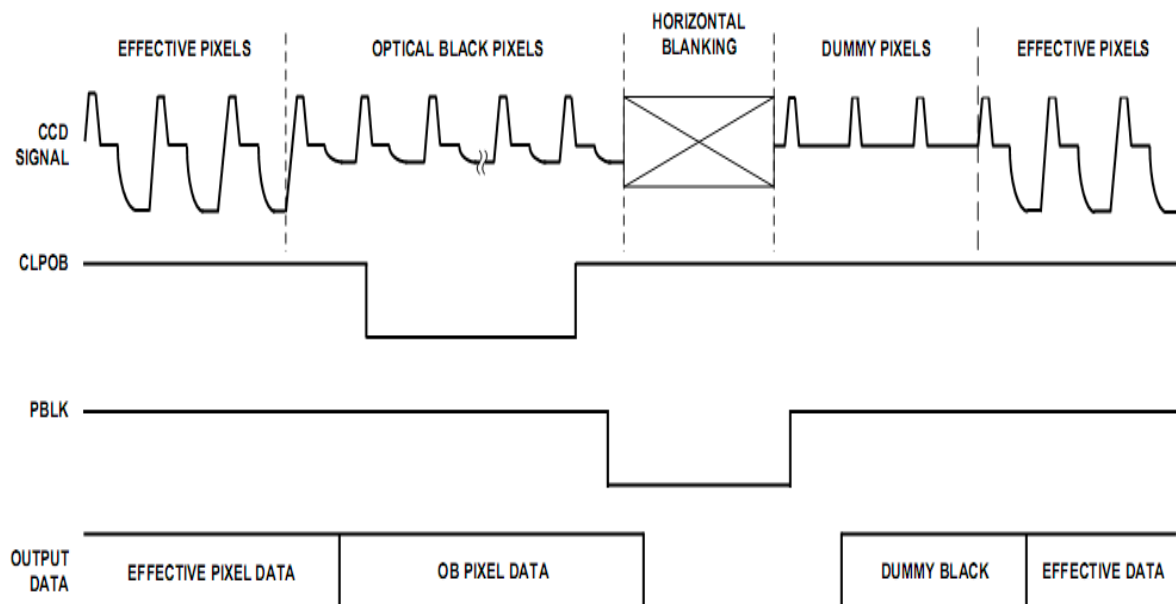 HORIZONTAL
BLANKING
EFFECTIVE PIXELS
OPTICAL BLACK PIXELS
DUMMY PIXELS
EFFECTIVE PIXELS
CCD
SIGNAL
CLPOB
PBLK
OUTPUT
DATA
EFFECTIVE PIXEL DATA
OB PIXEL DATA
DUMMY BLACK
EFFECTIVE DATA